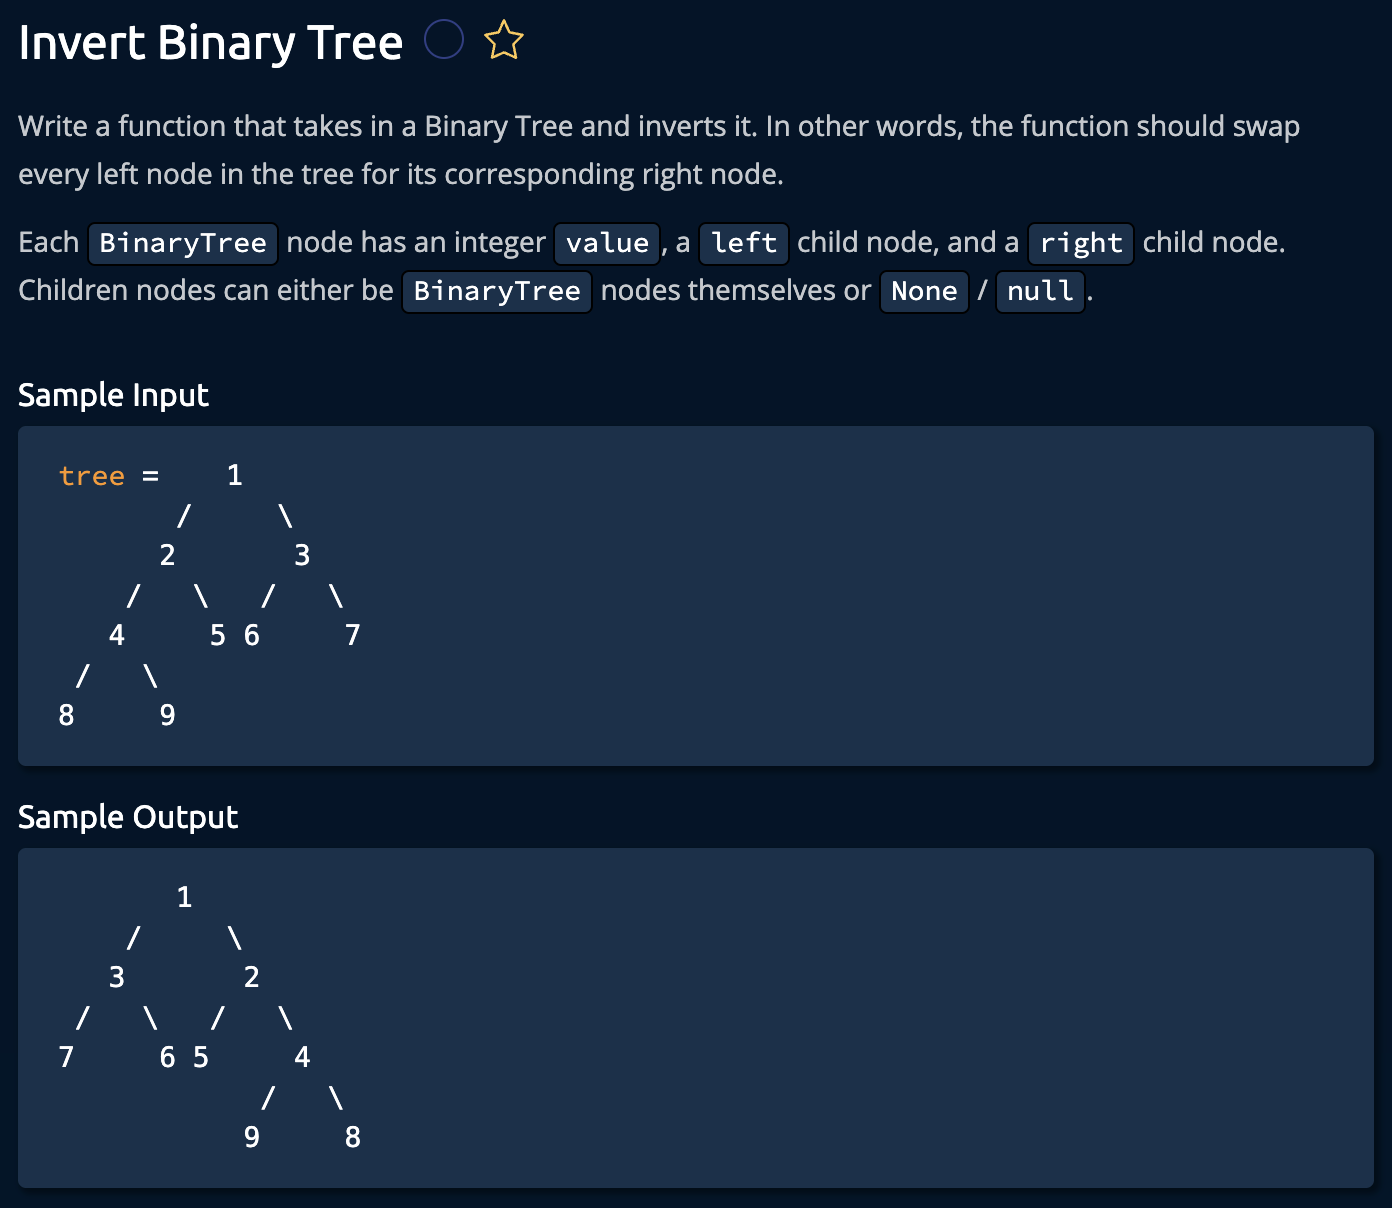 Invert Binary Tree
Write a function that takes in a Binary Tree and inverts it. In other words, the function should swap
every left node in the tree for its corresponding right node.
Each BinaryTree node has an integer value, a left child node, and a right child node.
Children nodes can either be BinaryTree nodes themselves or None / null.
Sample Input
tree =    1
       /     \
      2       3
    /   \   /   \
   4     5 6     7
 /   \
8     9
Sample Output
       1
    /     \
   3       2
 /   \   /   \
7     6 5     4
            /   \
           9     8